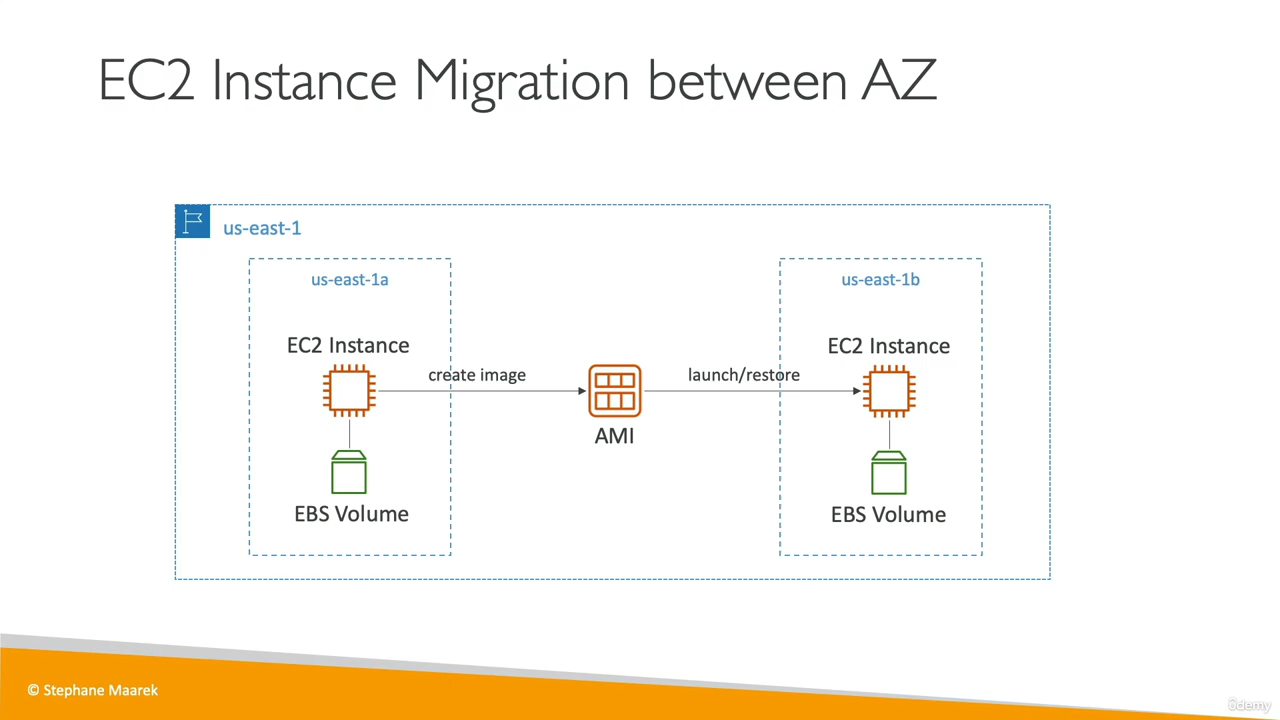 EC2 Instance Migration between AZ
us-east-1
us-east-1a
us-east-1b
EC2 Instance
EC2 Instance
create image
launch/restore
AMI
EBS Volume
EBS Volume
© Stephane Maarek
ûdemy